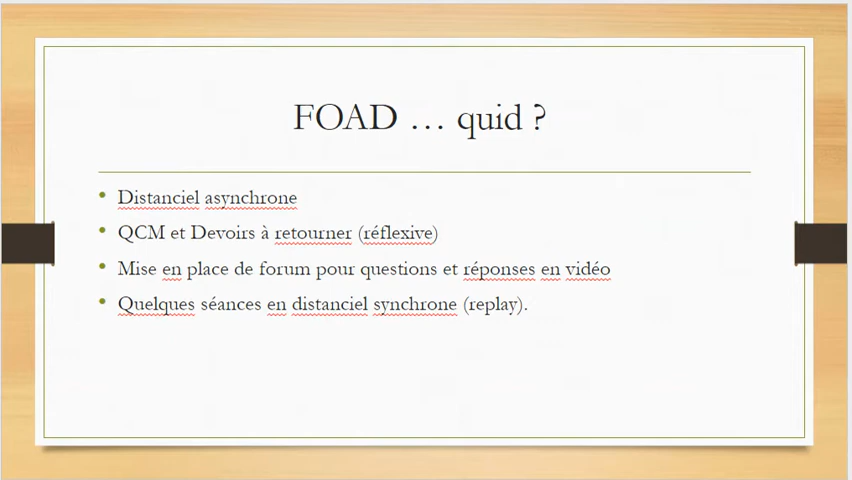 FOAD … quid ?
• Distanciel asynchrone
• QCM et Devoirs à retourner (réflexive)
• Mise en place de forum pour questions et réponses en vidéo
• Quelques séances en distanciel synchrone (replay).